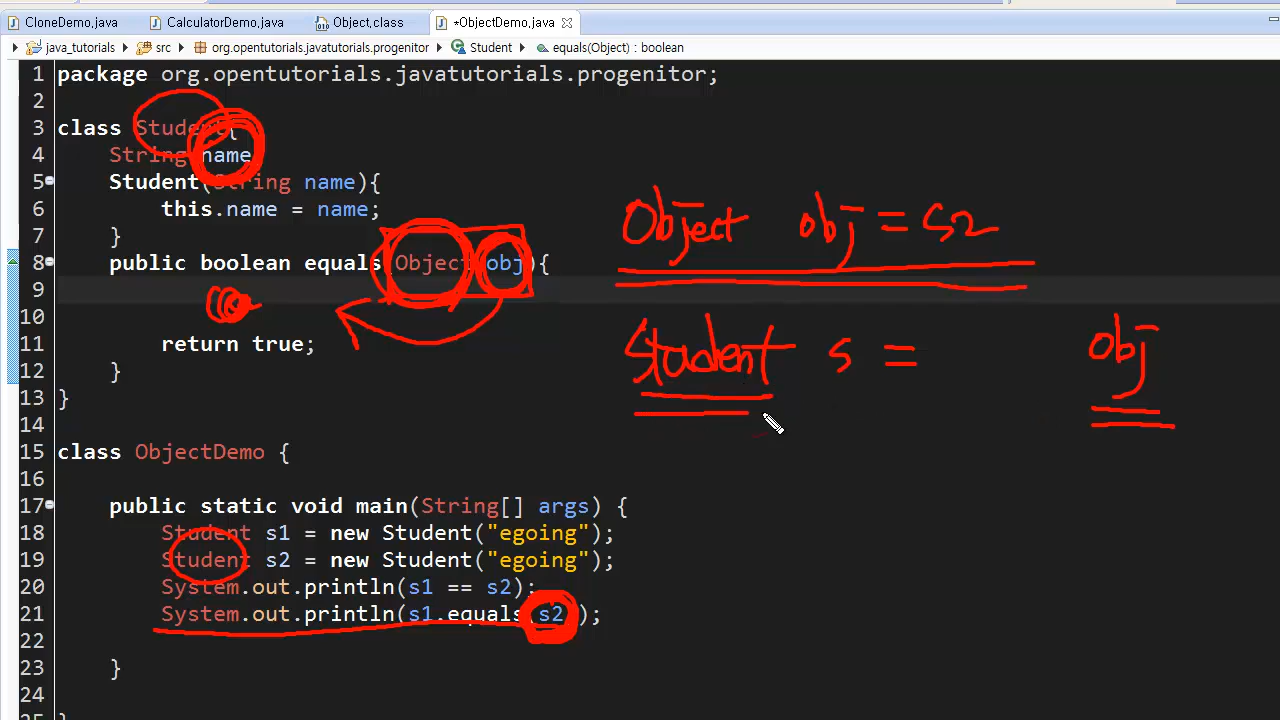 CloneDemo.java CalculatorDemo.java Object.class *ObjectDemo.java
java_tutorials src org.opentutorials.javatutorials.progenitor Student equals(Object) : boolean
1 package org.opentutorials.javatutorials.progenitor;
2
3 class Student{
4 String name
5 Student(String name){
6 this.name = name;
7 }
8 public boolean equals(Object obj){
9
10
11 return true;
12 }
13 }
14
15 class ObjectDemo {
16
17 public static void main(String[] args) {
18 Student s1 = new Student("egoing");
19 Student s2 = new Student("egoing");
20 System.out.println(s1 == s2);
21 System.out.println(s1.equals(s2));
22
23 }
24
25 }
Object obj = s2
Student s = obj